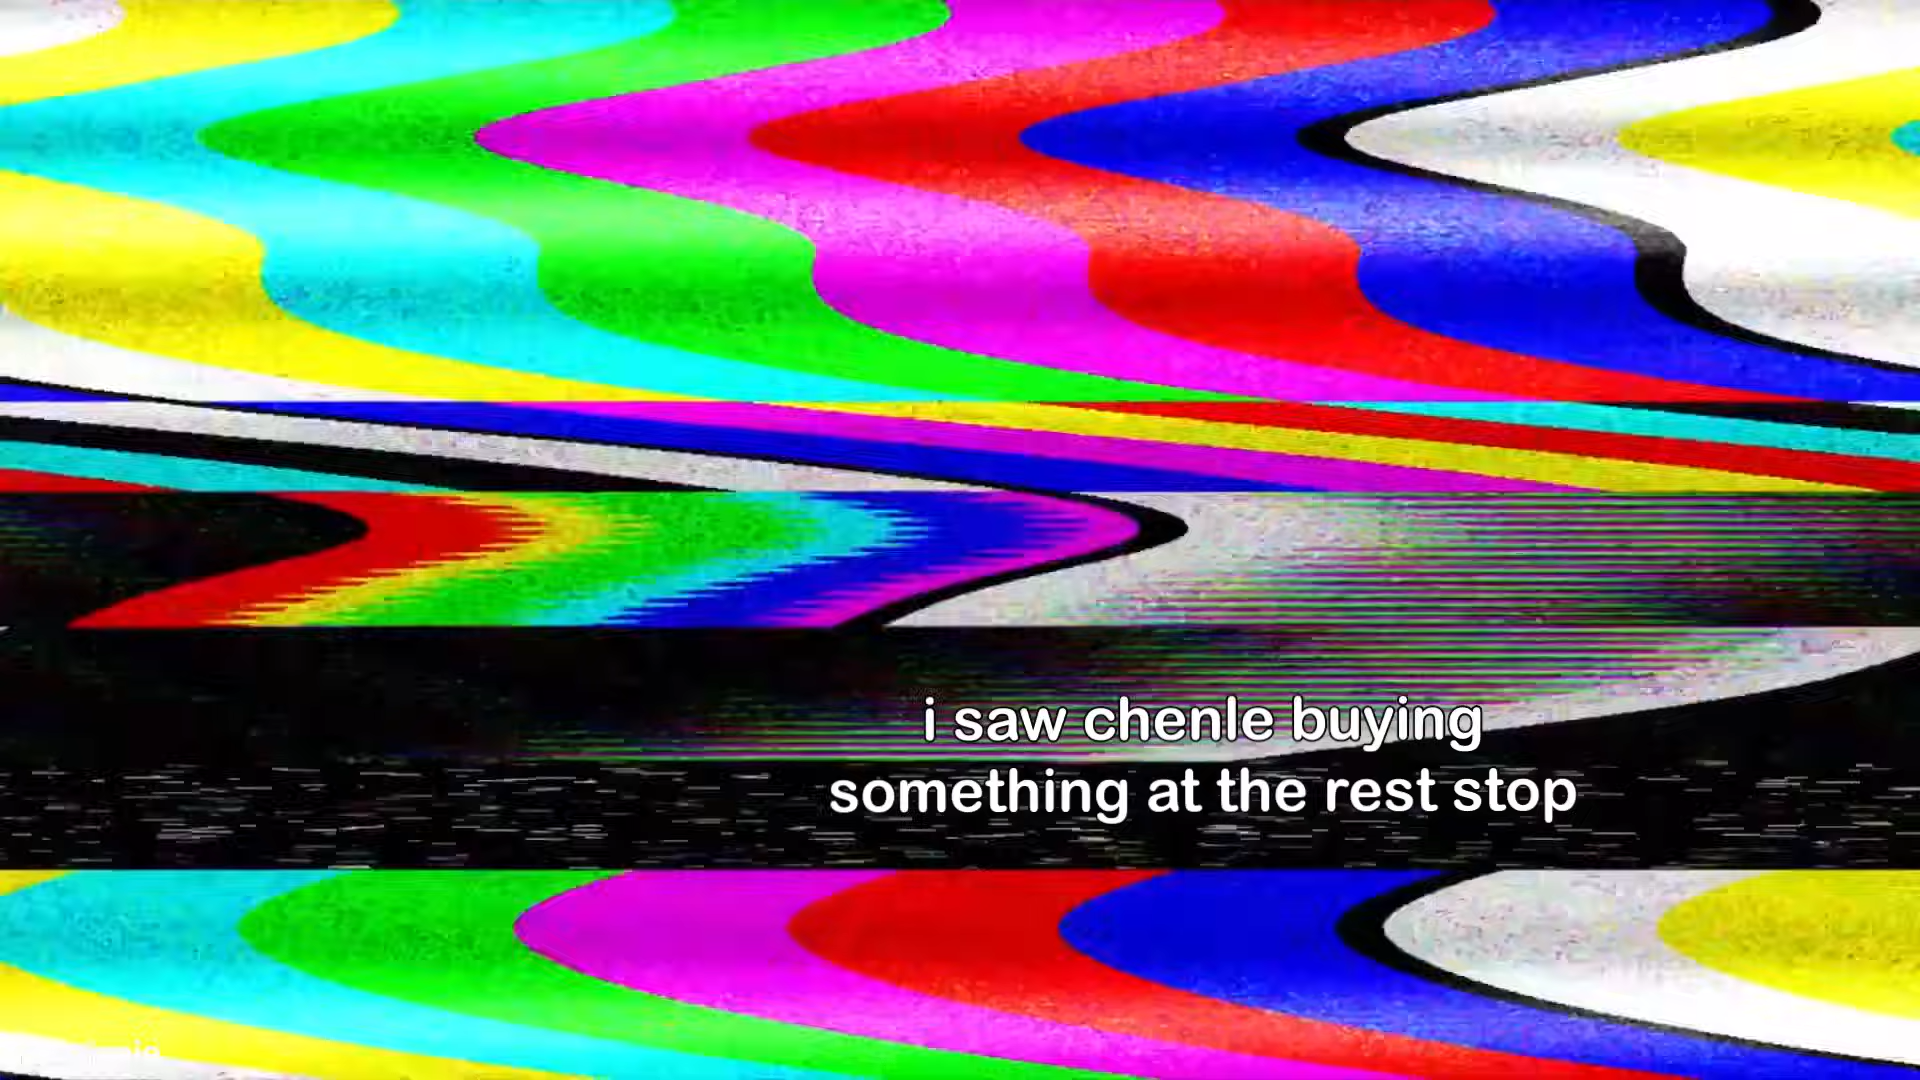 i saw chenle buying
something at the rest stop